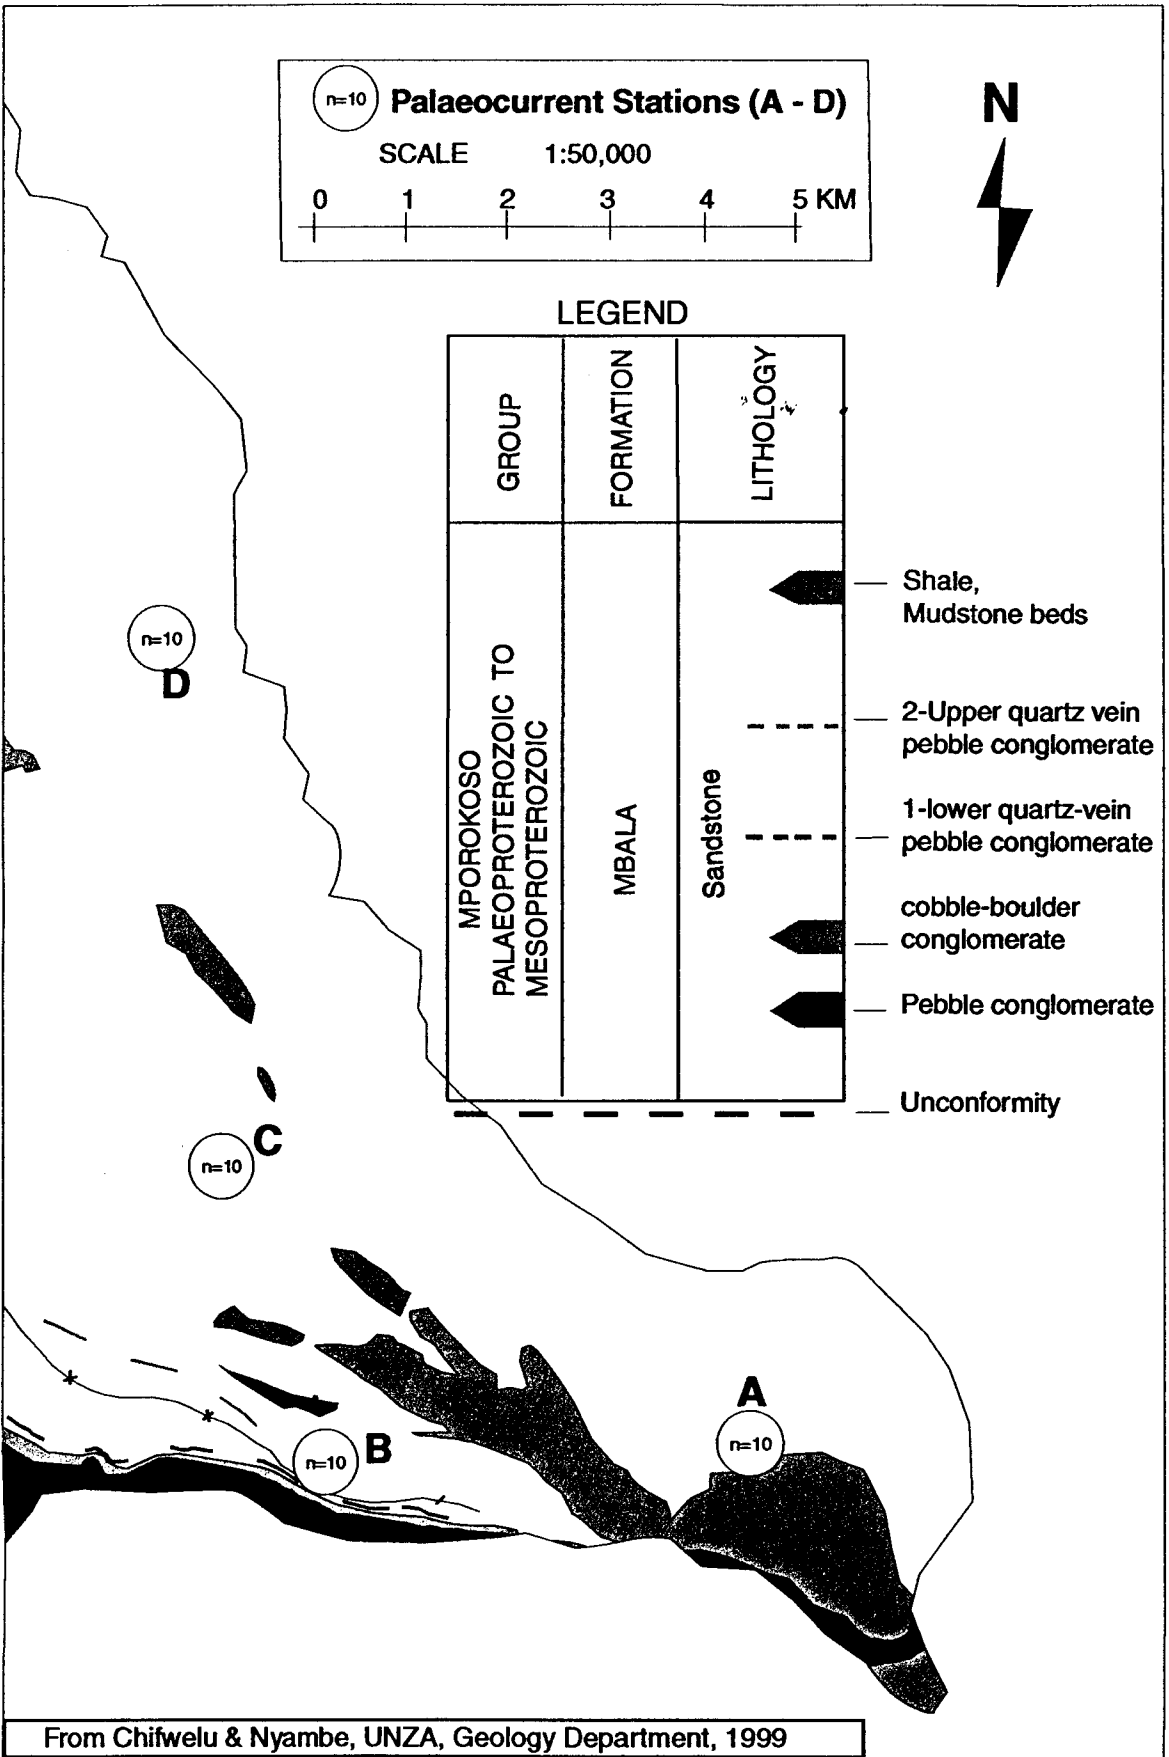 n=10 Palaeocurrent Stations (A - D)
SCALE 1:50,000
0 1 2 3 4 5 KM
N
LEGEND
GROUP
FORMATION
LITHOLOGY
MPOROKOSO
PALAEOPROTEROZOIC TO
MESOPROTEROZOIC
MBALA
Sandstone
Shale,
Mudstone beds
2-Upper quartz vein
pebble conglomerate
1-lower quartz-vein
pebble conglomerate
cobble-boulder
conglomerate
Pebble conglomerate
Unconformity
n=10
D
C
n=10
A
n=10
B
n=10
From Chifwelu & Nyambe, UNZA, Geology Department, 1999